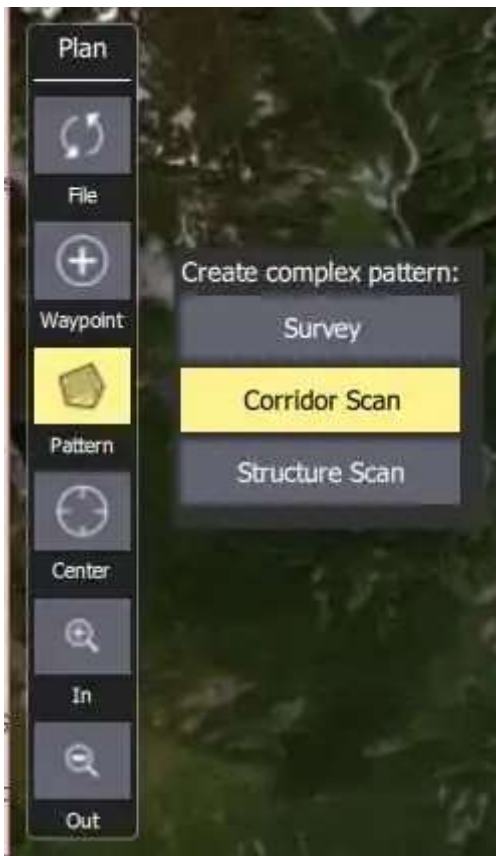 Plan
File
Waypoint
Pattern
Center
In
Out
Create complex pattern:
Survey
Corridor Scan
Structure Scan